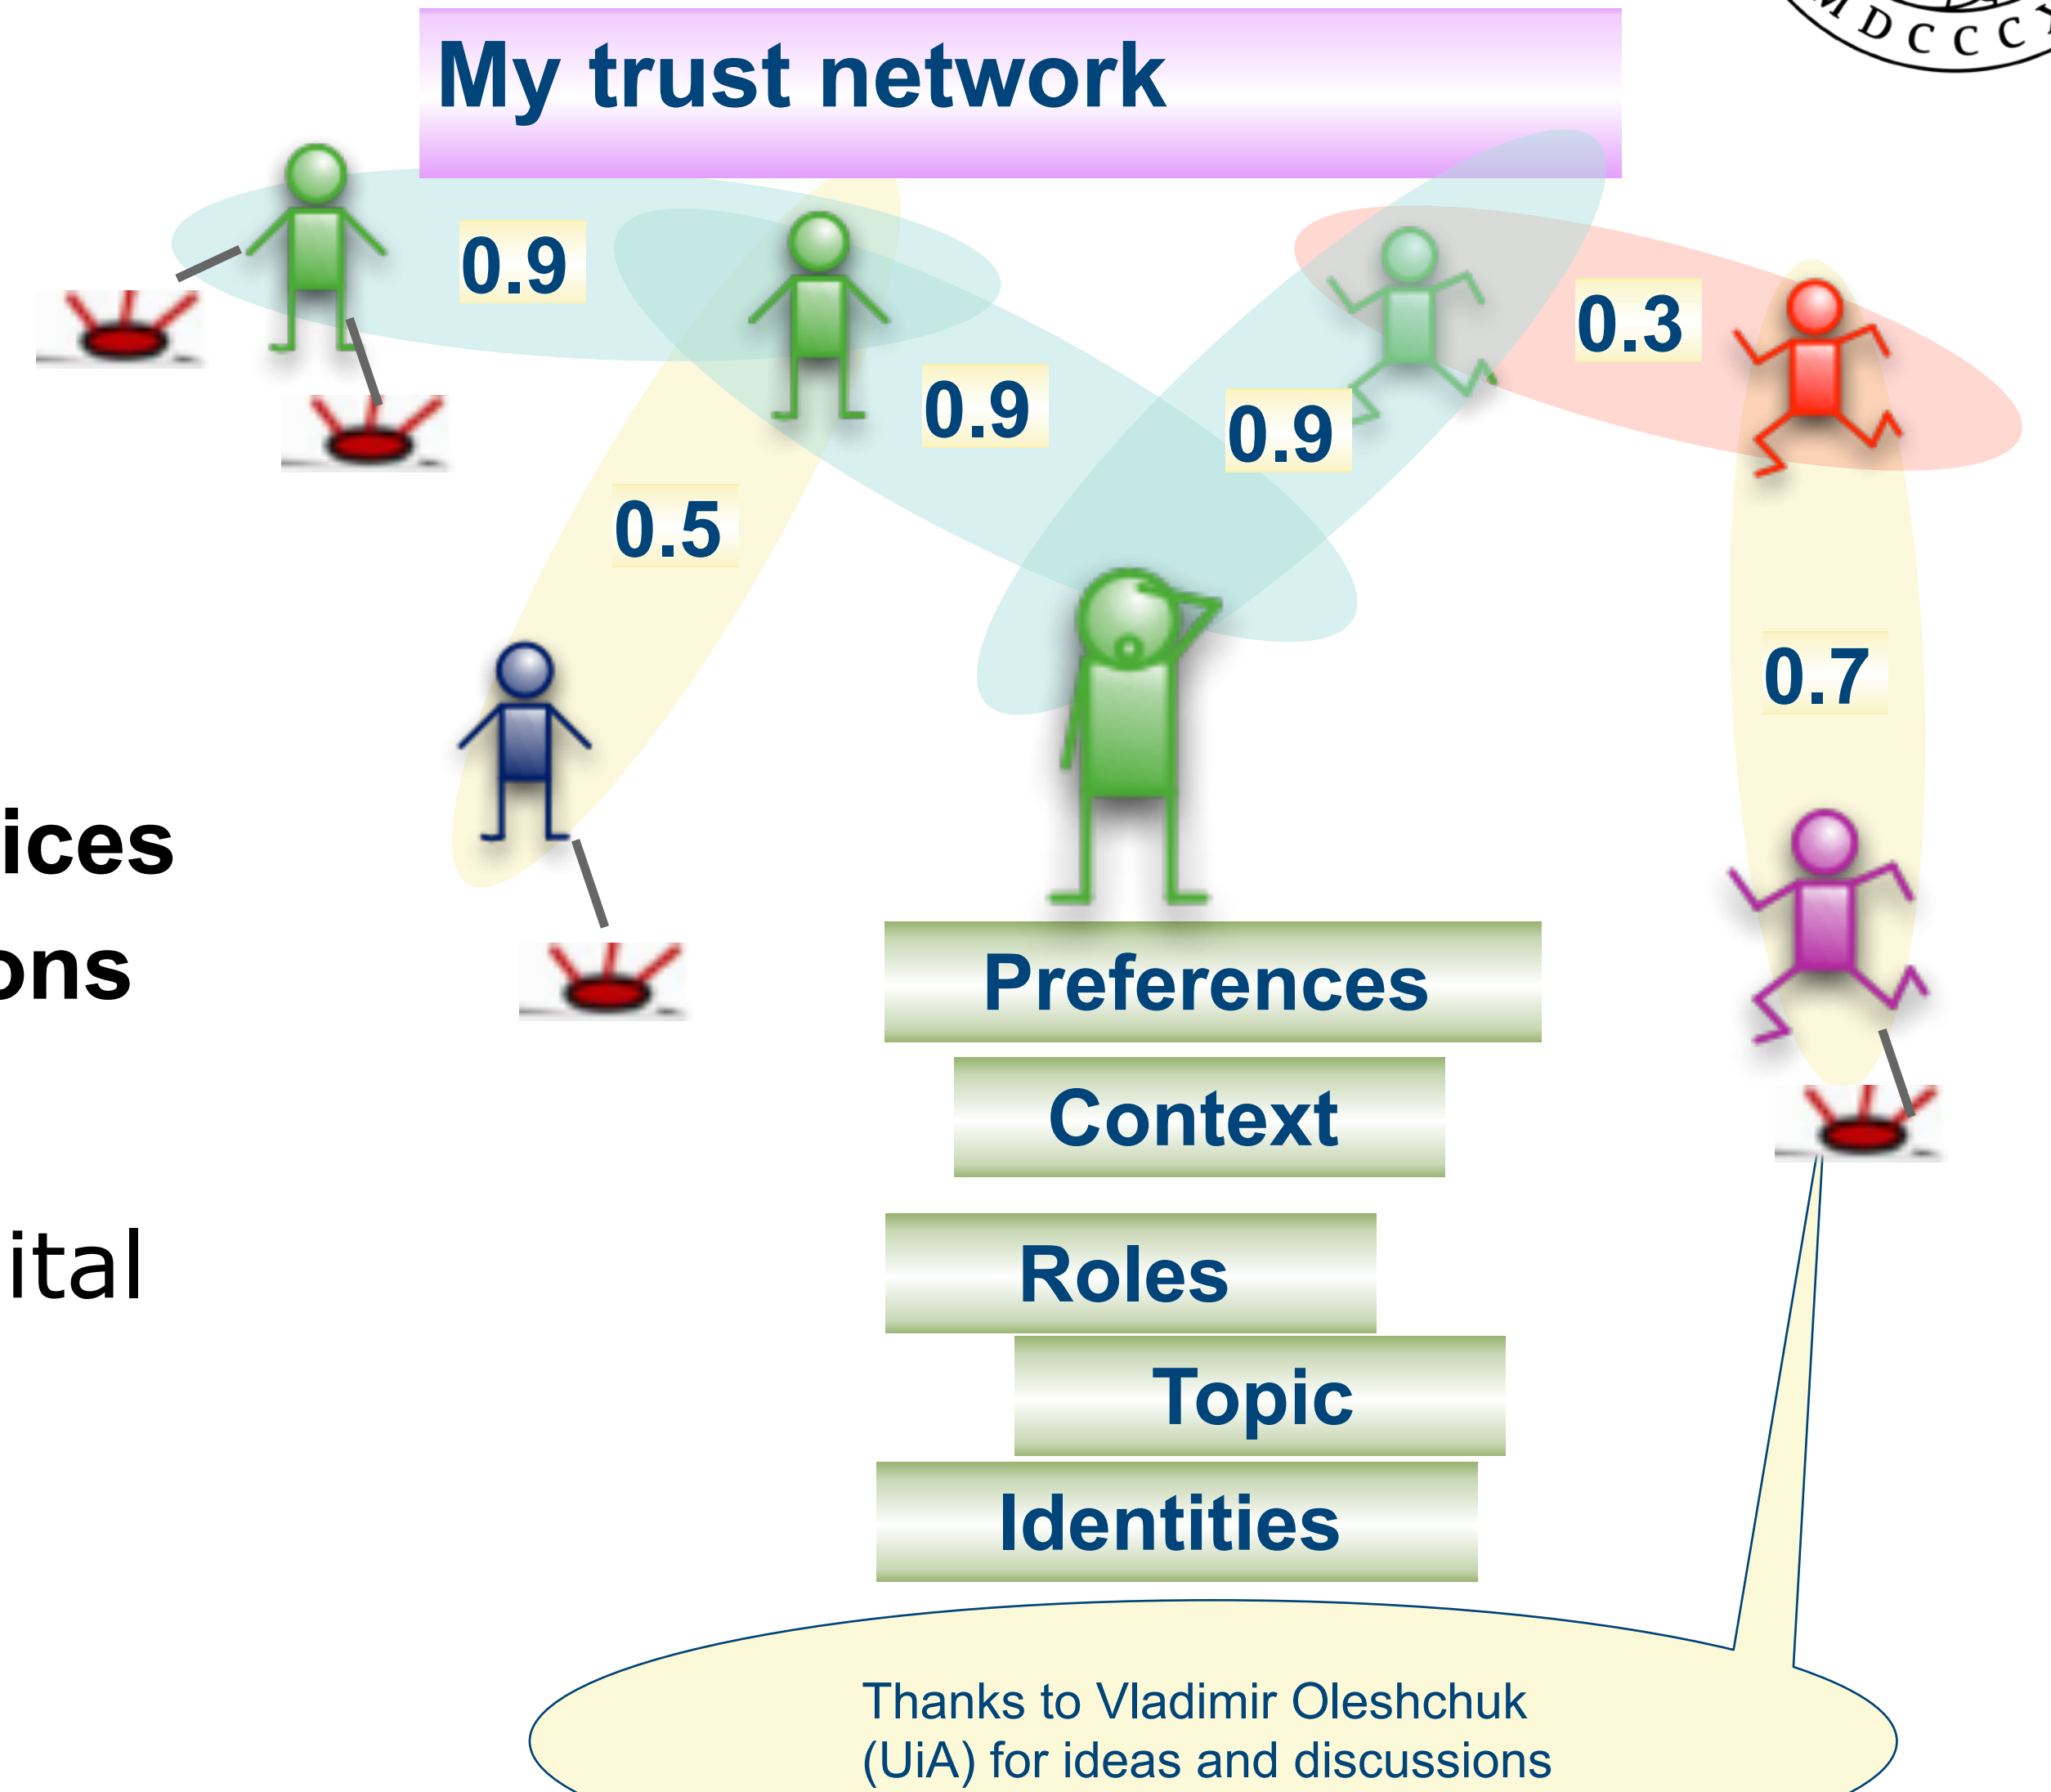 MDCCCX
My trust network
0.9
0.3
0.9
0.9
0.5
0.7
ices
ons
Preferences
Context
Roles
ital
Topic
Identities
Thanks to Vladimir Oleshchuk
(UiA) for ideas and discussions